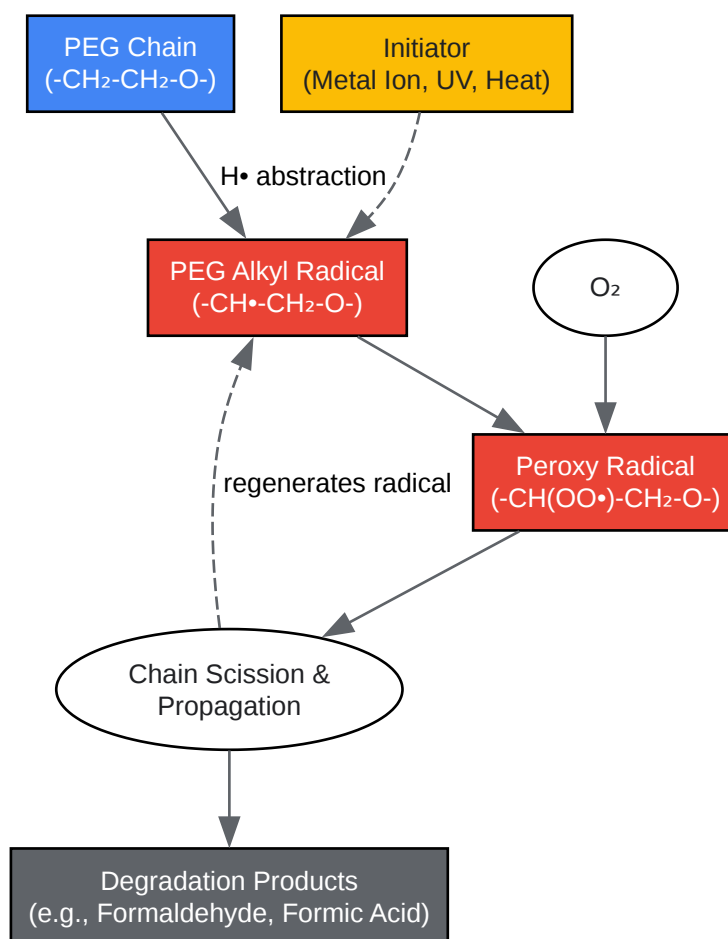 PEG Chain
(-CH₂-CH₂-O-)
Initiator
(Metal Ion, UV, Heat)
H• abstraction
PEG Alkyl Radical
(-CH•-CH₂-O-)
O₂
Peroxy Radical
(-CH(OO•)-CH₂-O-)
regenerates radical
Chain Scission &
Propagation
Degradation Products
(e.g., Formaldehyde, Formic Acid)